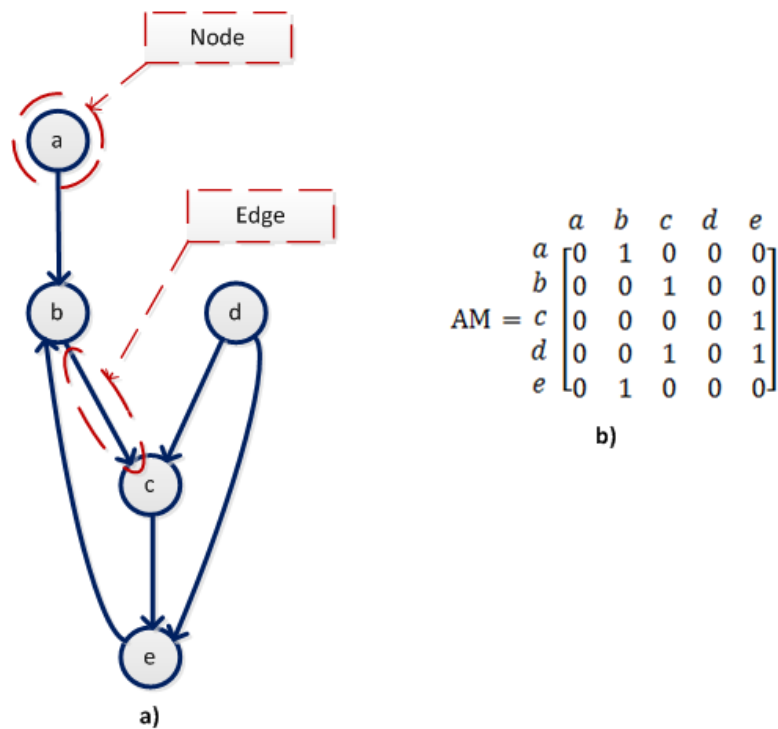 Node
a
Edge
b
d
c
e
a)
a b c d e
a 0 1 0 0 0
b 0 0 1 0 0
AM = c 0 0 0 0 1
d 0 0 1 0 1
e 0 1 0 0 0
b)